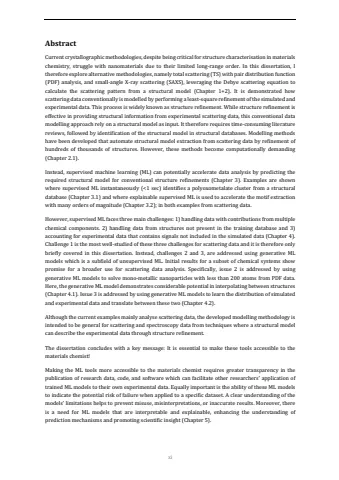 Abstract
Current crystallographic methodologies, despite being critical for structure characterisation in materials
chemistry, struggle with nanomaterials due to their limited long-range order. In this dissertation, I
therefore explore alternative methodologies, namely total scattering (TS) with pair distribution function
(PDF) analysis, and small-angle X-ray scattering (SAXS), leveraging the Debye scattering equation to
calculate the scattering pattern from a structural model (Chapter 1+2). It is demonstrated how
scattering data conventionally is modelled by performing a least-square refinement of the simulated and
experimental data. This process is widely known as structure refinement. While structure refinement is
effective in providing structural information from experimental scattering data, this conventional data
modelling approach rely on a structural model as input. It therefore requires time-consuming literature
reviews, followed by identification of the structural model in structural databases. Modelling methods
have been developed that automate structural model extraction from scattering data by refinement of
hundreds of thousands of structures. However, these methods become computationally demanding
(Chapter 2.1).
Instead, supervised machine learning (ML) can potentially accelerate data analysis by predicting the
required structural model for conventional structure refinements (Chapter 3). Examples are shown
where supervised ML instantaneously (<1 sec) identifies a polyoxometalate cluster from a structural
database (Chapter 3.1) and where explainable supervised ML is used to accelerate the motif extraction
with many orders of magnitude (Chapter 3.2); in both examples from scattering data.
However, supervised ML faces three main challenges: 1) handling data with contributions from multiple
chemical components. 2) handling data from structures not present in the training database and 3)
accounting for experimental data that contains signals not included in the simulated data (Chapter 4).
Challenge 1 is the most well-studied of these three challenges for scattering data and it is therefore only
briefly covered in this dissertation. Instead, challenges 2 and 3, are addressed using generative ML
models which is a subfield of unsupervised ML. Initial results for a subset of chemical systems show
promise for a broader use for scattering data analysis. Specifically, issue 2 is addressed by using
generative ML models to solve mono-metallic nanoparticles with less than 200 atoms from PDF data.
Here, the generative ML model demonstrates considerable potential in interpolating between structures
(Chapter 4.1). Issue 3 is addressed by using generative ML models to learn the distribution of simulated
and experimental data and translate between these two (Chapter 4.2).
Although the current examples mainly analyse scattering data, the developed modelling methodology is
intended to be general for scattering and spectroscopy data from techniques where a structural model
can describe the experimental data through structure refinement.
The dissertation concludes with a key message: It is essential to make these tools accessible to the
materials chemist!
Making the ML tools more accessible to the materials chemist requires greater transparency in the
publication of research data, code, and software which can facilitate other researchers' application of
trained ML models to their own experimental data. Equally important is the ability of these ML models
to indicate the potential risk of failure when applied to a specific dataset. A clear understanding of the
models' limitations helps to prevent misuse, misinterpretations, or inaccurate results. Moreover, there
is a need for ML models that are interpretable and explainable, enhancing the understanding of
prediction mechanisms and promoting scientific insight (Chapter 5).